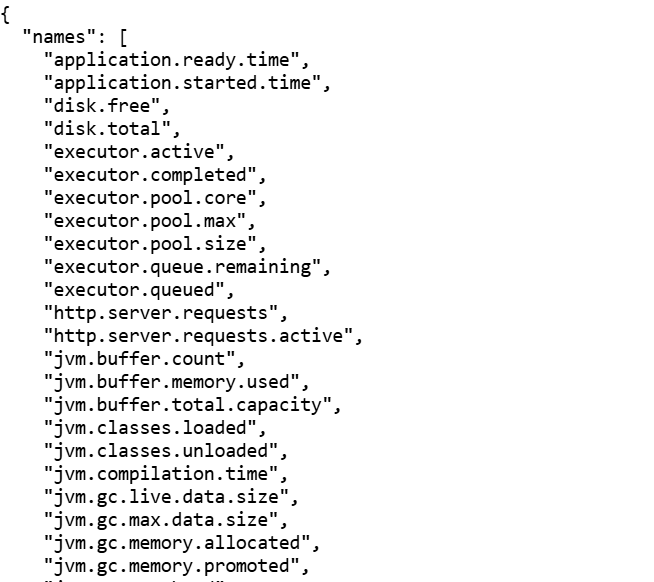 {
"names": [
"application.ready.time",
"application.started.time",
"disk.free",
"disk.total",
"executor.active",
"executor.completed",
"executor.pool.core",
"executor.pool.max",
"executor.pool.size",
"executor.queue.remaining",
"executor.queued",
"http.server.requests",
"http.server.requests.active",
"jvm.buffer.count",
"jvm.buffer.memory.used",
"jvm.buffer.total.capacity",
"jvm.classes.loaded",
"jvm.classes.unloaded",
"jvm.compilation.time",
"jvm.gc.live.data.size",
"jvm.gc.max.data.size",
"jvm.gc.memory.allocated",
"jvm.gc.memory.promoted",